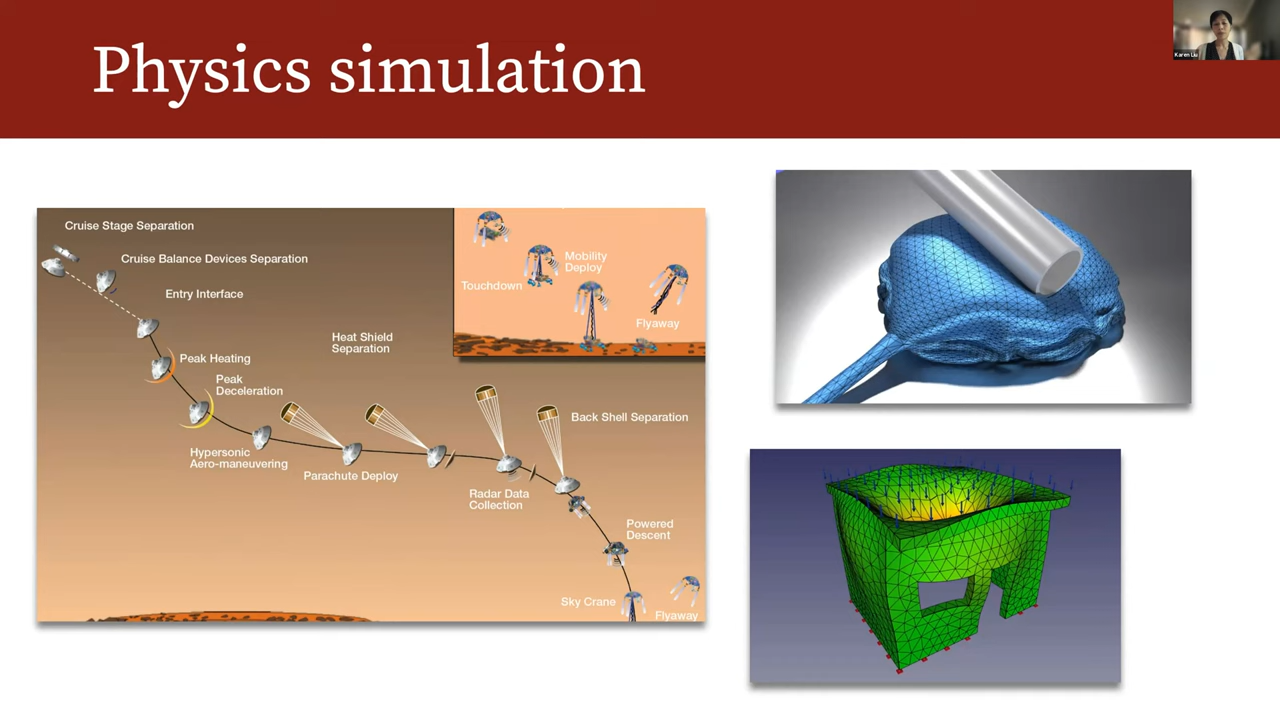 Physics simulation
Karen Liu
Cruise Stage Separation
Cruise Balance Devices Separation
Entry Interface
Peak Heating
Peak
Deceleration
Hypersonic
Aero-maneuvering
Parachute Deploy
Heat Shield
Separation
Radar Data
Collection
Back Shell Separation
Powered
Descent
Sky Crane
Flyaway
Touchdown
Mobility
Deploy
Flyaway